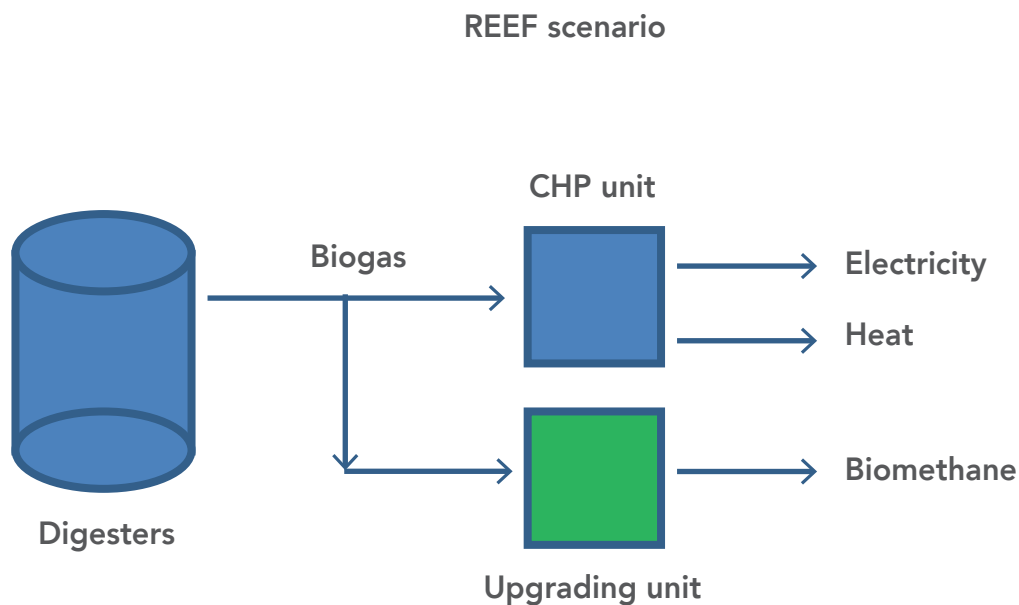 REEF scenario
CHP unit
Biogas
Electricity
Heat
Biomethane
Digesters
Upgrading unit